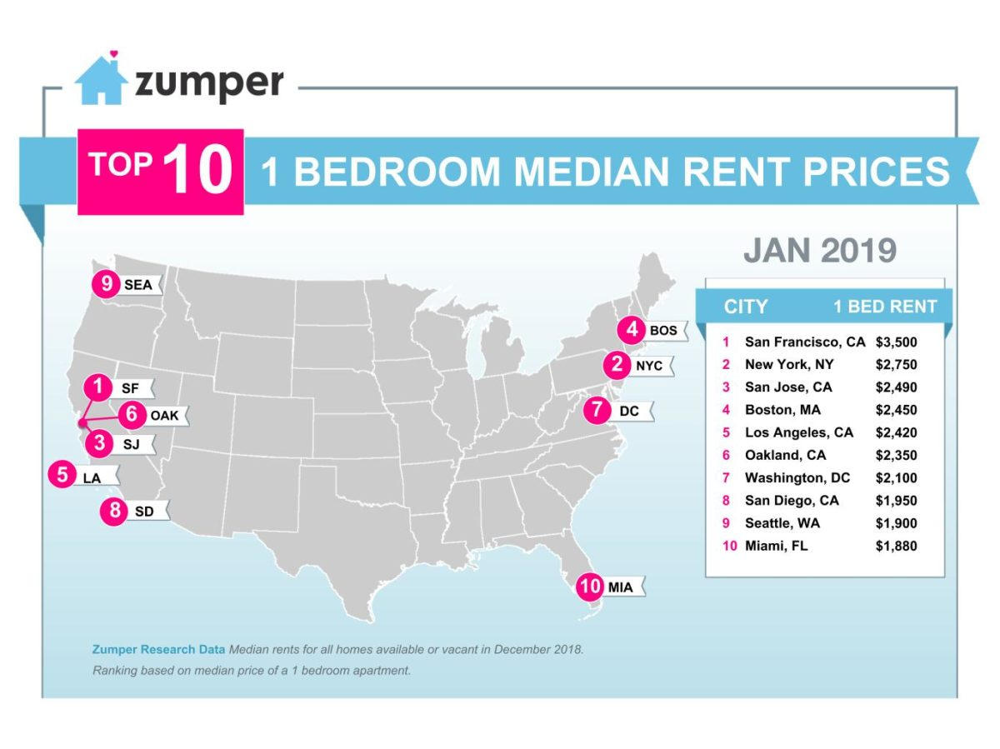 zumper
TOP 10 1 BEDROOM MEDIAN RENT PRICES
JAN 2019
CITY 1 BED RENT
1 San Francisco, CA $3,500
2 New York, NY $2,750
3 San Jose, CA $2,490
4 Boston, MA $2,450
5 Los Angeles, CA $2,420
6 Oakland, CA $2,350
7 Washington, DC $2,100
8 San Diego, CA $1,950
9 Seattle, WA $1,900
10 Miami, FL $1,880
9 SEA
4 BOS
2 NYC
1 SF
6 OAK
7 DC
3 SJ
5 LA
8 SD
10 MIA
Zumper Research Data Median rents for all homes available or vacant in December 2018.
Ranking based on median price of a 1 bedroom apartment.